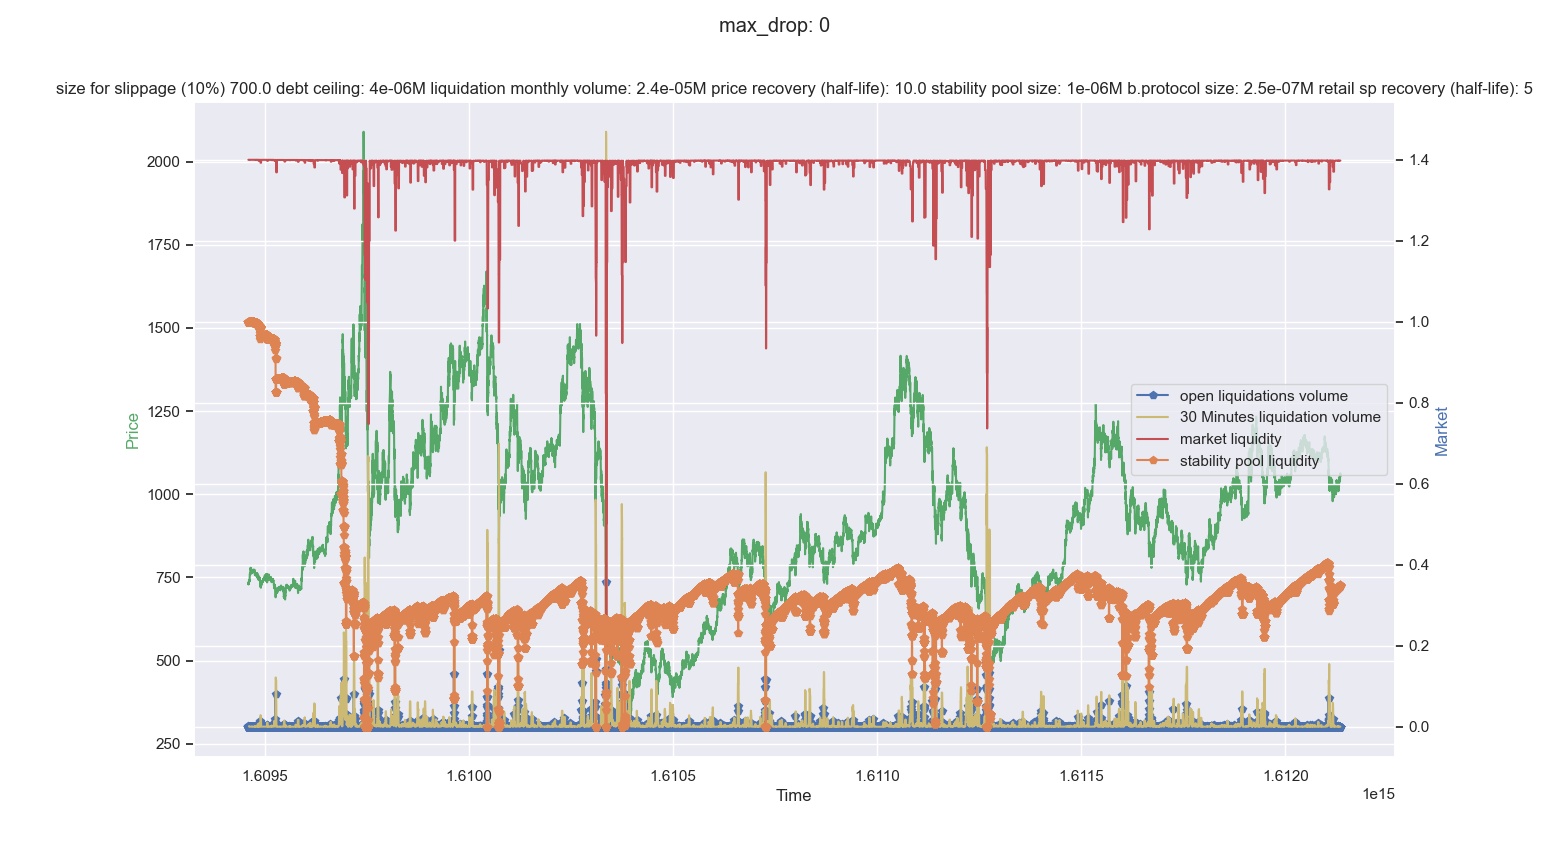 max_drop: 0
size for slippage (10%) 700.0 debt ceiling: 4e-06M liquidation monthly volume: 2.4e-05M price recovery (half-life): 10.0 stability pool size: 1e-06M b.protocol size: 2.5e-07M retail sp recovery (half-life): 5
2000
1750
1500
1250
1000
750
500
250
Price
1.4
1.2
1.0
0.8
0.6
0.4
0.2
0.0
Market
open liquidations volume
30 Minutes liquidation volume
market liquidity
stability pool liquidity
1.6095
1.6100
1.6105
1.6110
1.6115
1.6120
1e15
Time